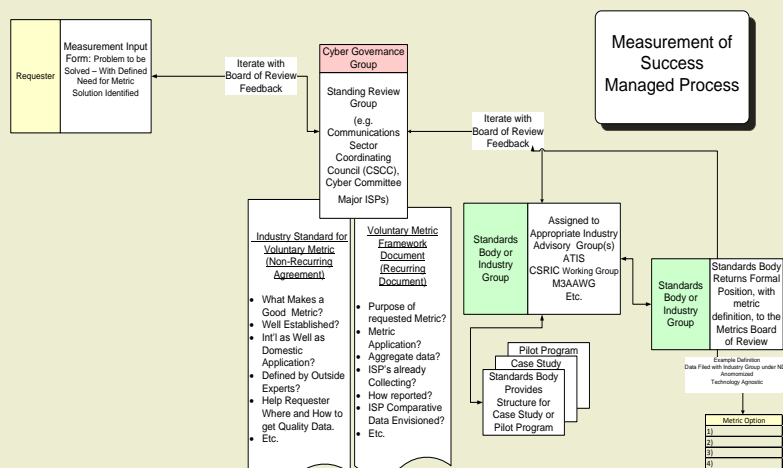 Measurement of
Success
Managed Process
Requester
Measurement Input
Form: Problem to be
Solved – With Defined
Need for Metric
Solution Identified
Iterate with
Board of Review
Feedback
Cyber Governance
Group
Standing Review
Group
(e.g.
Communications
Sector
Coordinating
Council (CSCC),
Cyber Committee
Major ISPs)
Iterate with
Board of Review
Feedback
Industry Standard for
Voluntary Metric
(Non-Recurring
Agreement)
• What Makes a
Good Metric?
• Well Established?
• Int'l as Well as
Domestic
Application?
• Defined by Outside
Experts?
• Help Requester
Where and How to
get Quality Data.
• Etc.
Voluntary Metric
Framework
Document
(Recurring
Document)
• Purpose of
requested Metric?
• Metric
Application?
• Aggregate data?
• ISP's already
Collecting?
• How reported?
• ISP Comparative
Data Envisioned?
• Etc.
Standards
Body or
Industry
Group
Assigned to
Appropriate Industry
Advisory Group(s)
ATIS
CSRIC Working Group
M3AAWG
Etc.
Pilot Program
Case Study
Standards Body
Provides
Structure for
Case Study or
Pilot Program
Standards
Body or
Industry
Group
Standards Body
Returns Formal
Position, with
metric
definition, to the
Metrics Board
of Review
Example Definition
Data Filed with Industry Group under
Anomomized
Technology Agnostic
Metric Option
1)
2)
3)
4)